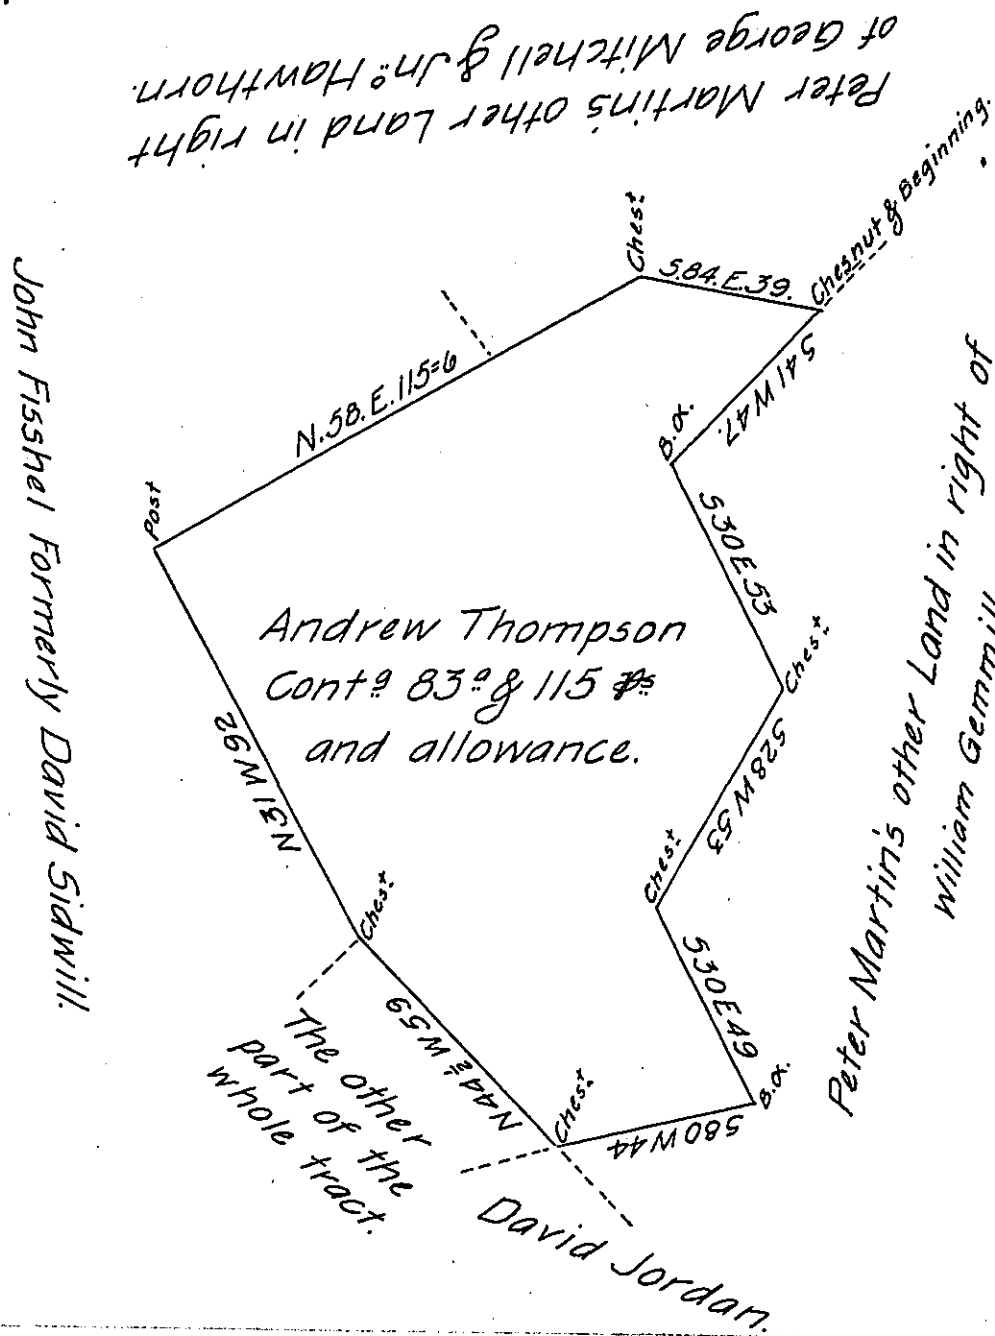 Peter Martin's other Land in right
of George Mitchell & Jnº Hawthorn.
Chesᵗ
S.84.E.39.
Chesnut & Beginning.
S41W47.
B.O.
N.58.E.115=6
Post
S30E53
Chesᵗ
Andrew Thompson
Contᵍ 83ᵃ & 115 ps
and allowance.
S28W53
Chesᵗ
N31W92
Chesᵗ
S30E49
B.O.
N44½W59
Chesᵗ
S80W44
The other
part of the
whole tract.
David Jordan.
John Fisshel Formerly David Sidwill.
Peter Martin's other Land in right of
William Gemmill